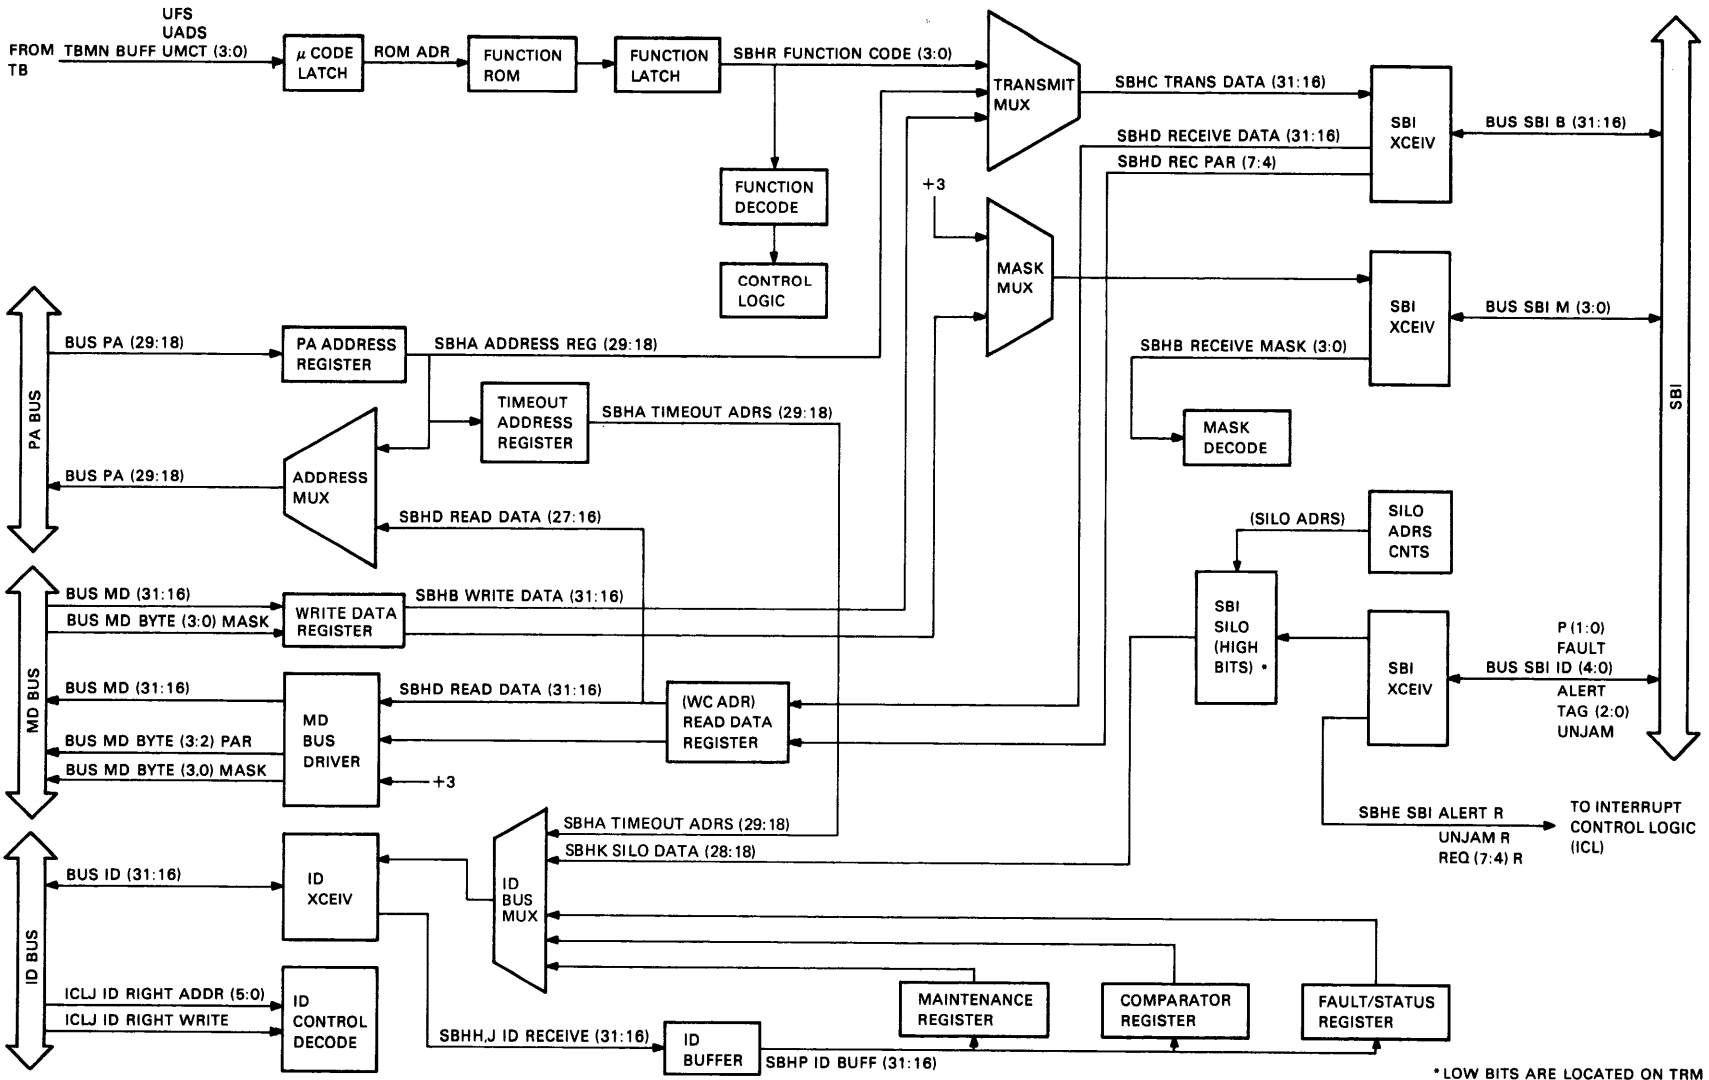 UFS
UADS
FROM TBMN BUFF UMCT (3:0)
TB
μ CODE
LATCH
ROM ADR
FUNCTION
ROM
FUNCTION
LATCH
SBHR FUNCTION CODE (3:0)
TRANSMIT
MUX
SBHC TRANS DATA (31:16)
SBHD RECEIVE DATA (31:16)
SBHD REC PAR (7:4)
SBI
XCEIV
BUS SBI B (31:16)
FUNCTION
DECODE
CONTROL
LOGIC
+3
MASK
MUX
SBI
XCEIV
BUS SBI M (3:0)
SBHB RECEIVE MASK (3:0)
MASK
DECODE
SBI
PA BUS
BUS PA (29:18)
PA ADDRESS
REGISTER
SBHA ADDRESS REG (29:18)
TIMEOUT
ADDRESS
REGISTER
SBHA TIMEOUT ADRS (29:18)
BUS PA (29:18)
ADDRESS
MUX
SBHD READ DATA (27:16)
(SILO ADRS)
SILO
ADRS
CNTS
SBI
SILO
(HIGH
BITS) *
SBI
XCEIV
P (1:0)
FAULT
BUS SBI ID (4:0)
ALERT
TAG (2:0)
UNJAM
MD BUS
BUS MD (31:16)
BUS MD BYTE (3:0) MASK
WRITE DATA
REGISTER
SBHB WRITE DATA (31:16)
BUS MD (31:16)
BUS MD BYTE (3:2) PAR
BUS MD BYTE (3,0) MASK
MD
BUS
DRIVER
SBHD READ DATA (31:16)
+3
(WC ADR)
READ DATA
REGISTER
SBHE SBI ALERT R
UNJAM R
REQ (7:4) R
TO INTERRUPT
CONTROL LOGIC
(ICL)
ID BUS
BUS ID (31:16)
ID
XCEIV
ID
BUS
MUX
SBHA TIMEOUT ADRS (29:18)
SBHK SILO DATA (28:18)
ICLJ ID RIGHT ADDR (5:0)
ICLJ ID RIGHT WRITE
ID
CONTROL
DECODE
SBHH,J ID RECEIVE (31:16)
ID
BUFFER
SBHP ID BUFF (31:16)
MAINTENANCE
REGISTER
COMPARATOR
REGISTER
FAULT/STATUS
REGISTER
*LOW BITS ARE LOCATED ON TRM